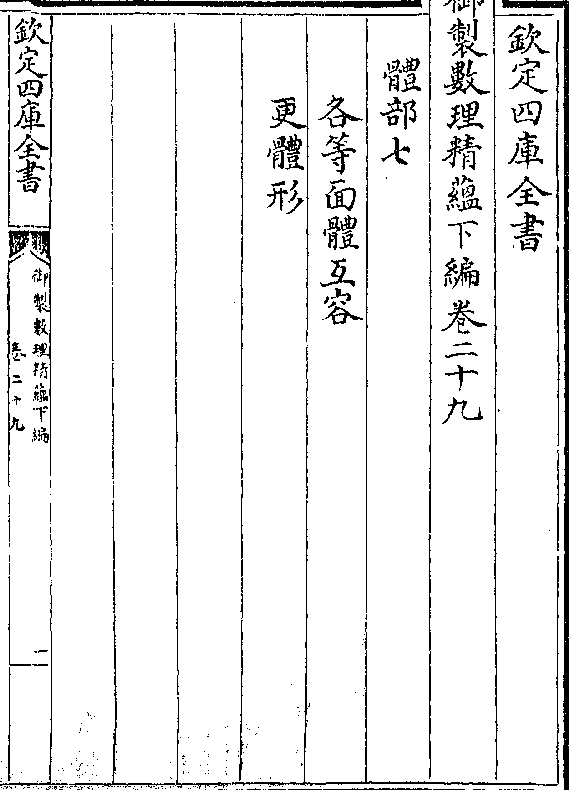 欽定四庫全書
御製數理精蘊下編卷二十九
體部七
各等面體互容
更體形
欽定四庫全書
御製數理精蘊下編
卷二十九
一